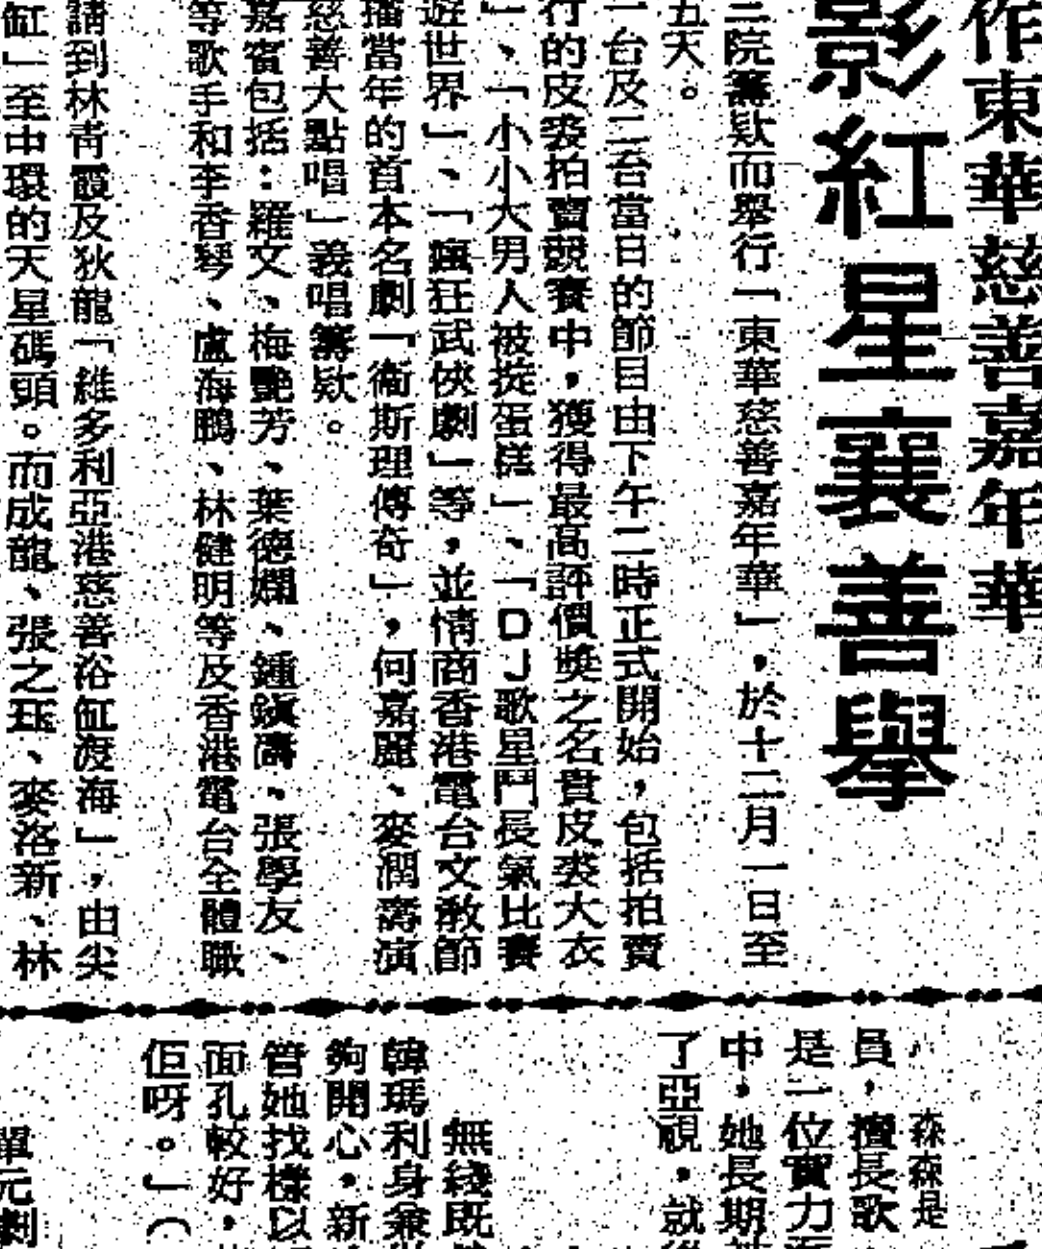 作東華慈善嘉年華
影紅星襄善舉
三院籌欵而舉行「東華慈善嘉年華」，於十二月一日至
五天。
一台及二台當日的節目由下午二時正式開始，包括拍賣
行的皮裘拍賣競賽中，獲得最高評價獎之名貴皮裘大衣
」、「小小大男人被掟蛋糕」、「DJ歌星鬥長氣比賽
遊世界」、「瘋狂武俠劇」等，並情商香港電台文教節
播當年的首本名劇「衞斯理傳奇」，何嘉麗、麥潤壽演
慈善大點唱」義唱籌欵。
嘉賓包括：羅文、梅艷芳、葉德嫻、鍾鎮濤、張學友、
等歌手和李香琴、盧海鵬、林健明等及香港電台全體職
請到林青霞及狄龍「維多利亞港慈善浴缸渡海」，由尖
缸」至中環的天星碼頭。而成龍、張之珏、麥洛新、林
森森是
員，擅長歌
是一位實力
中，她長期
了亞視，就
無綫既
韓瑪利身兼
夠開心，新
管她找樣以
面孔較好，
佢呀。」（
單元劇